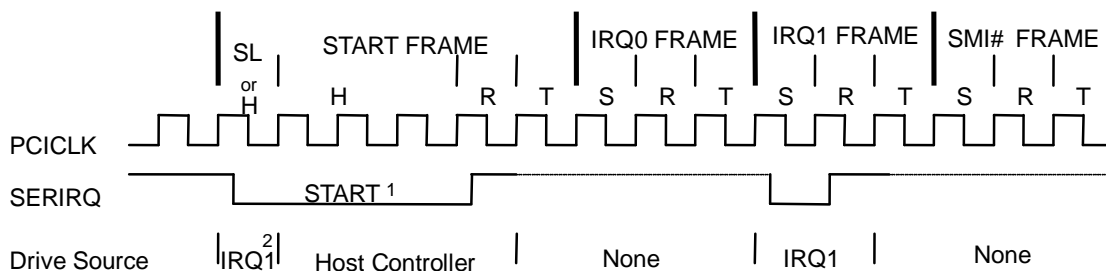 SL or H START FRAME IRQ0 FRAME IRQ1 FRAME SMI# FRAME
H R T S R T S R T S R T
PCICLK
SERIRQ START 1
Drive Source IRQ1 2 Host Controller None IRQ1 None